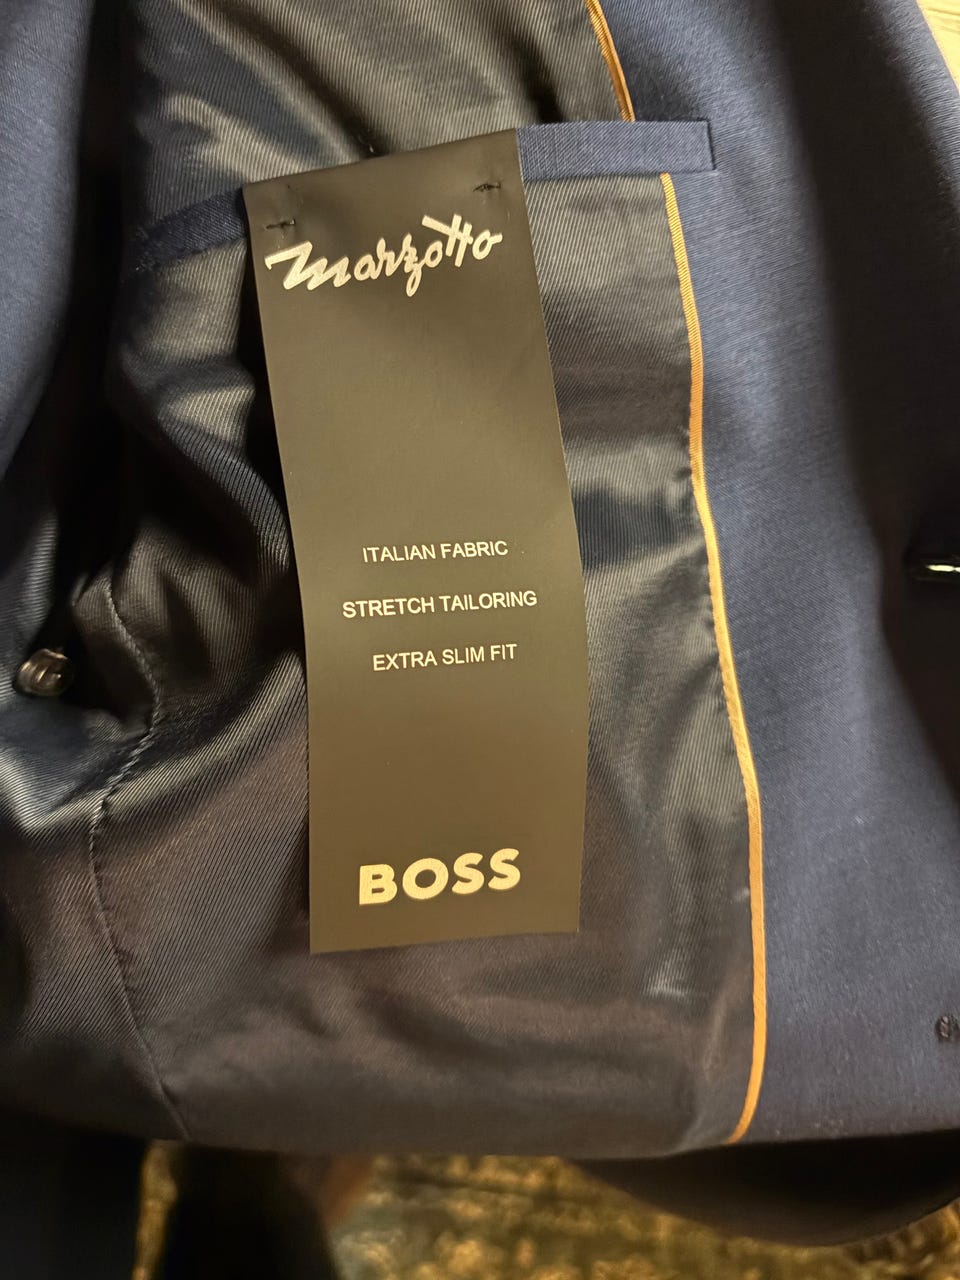 Marzotto
ITALIAN FABRIC
STRETCH TAILORING
EXTRA SLIM FIT
BOSS